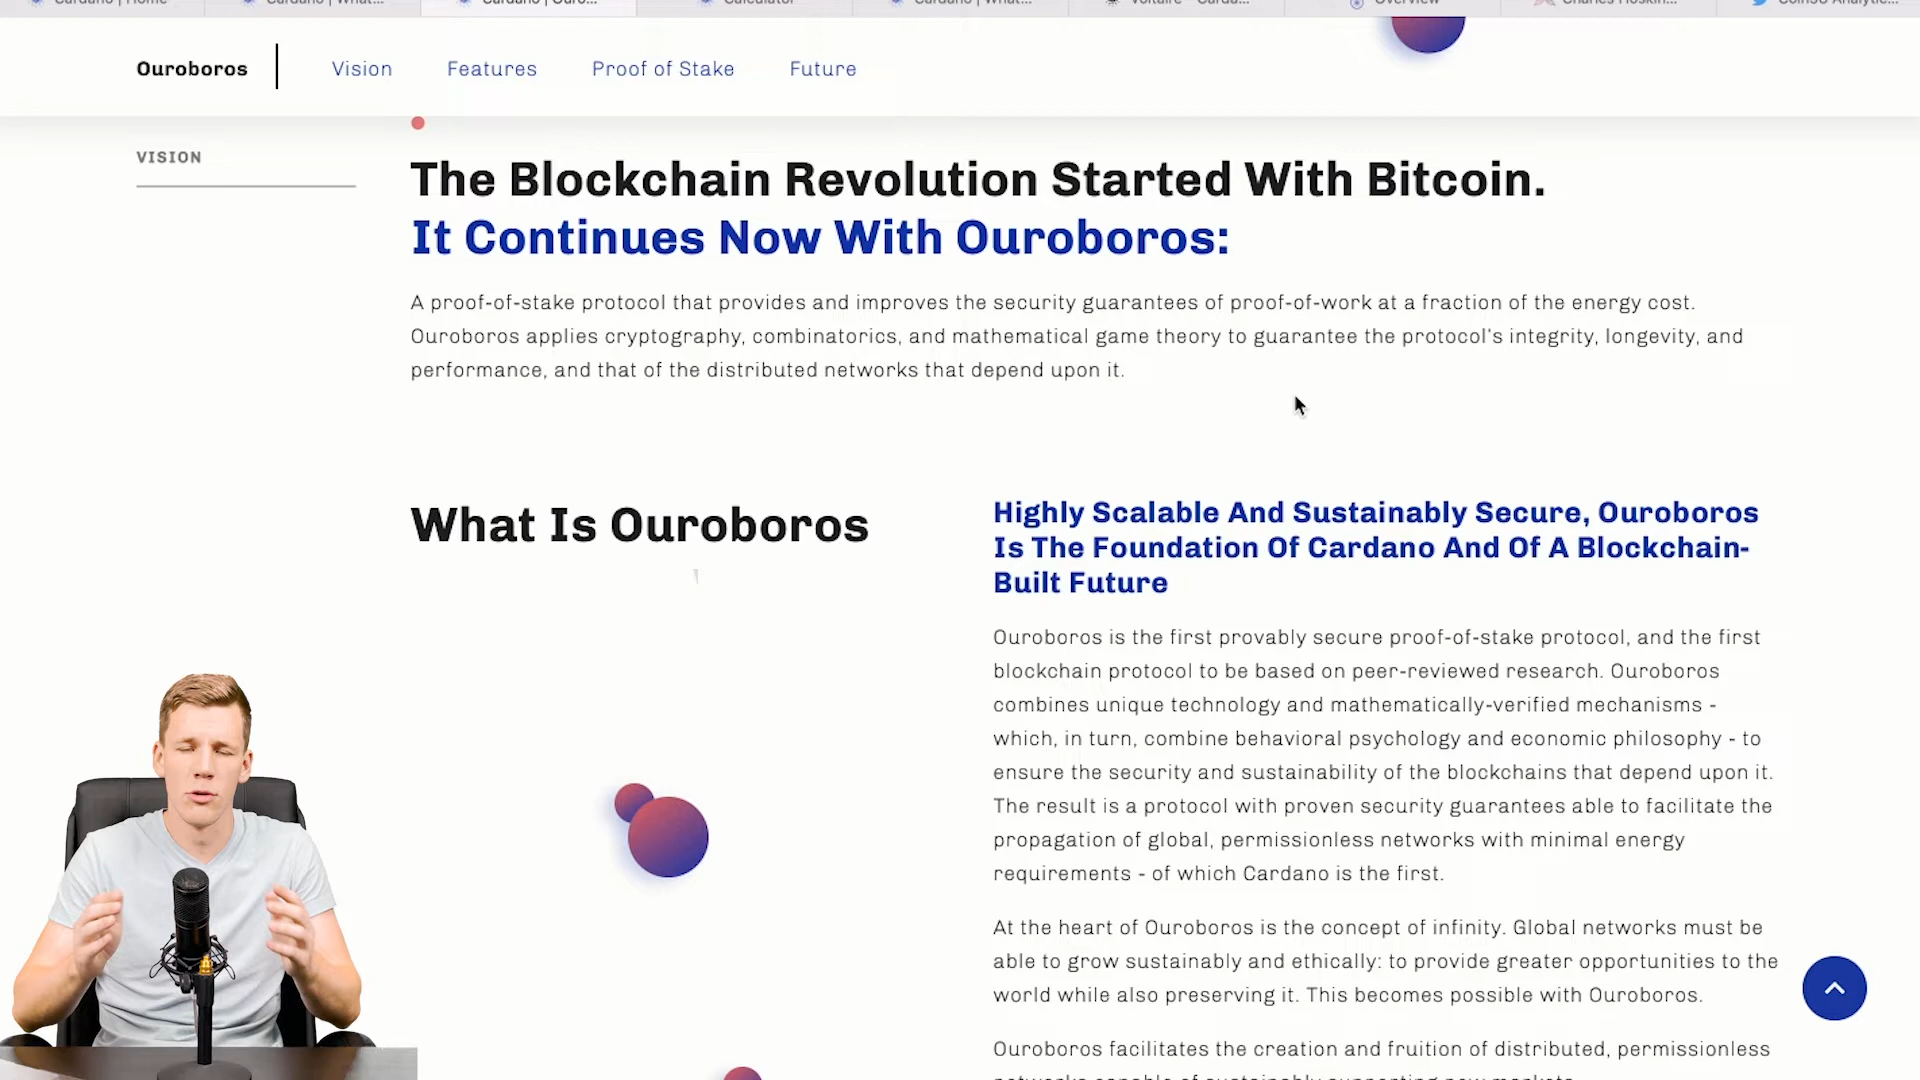 Cardano | Home
Cardano | What...
Cardano | Ouro...
Calculator
Cardano | What...
Voltaire - Carda...
Overview
Charles Hoskin...
Coin98 Analytic...
Ouroboros
Vision
Features
Proof of Stake
Future
VISION
The Blockchain Revolution Started With Bitcoin.
It Continues Now With Ouroboros:
A proof-of-stake protocol that provides and improves the security guarantees of proof-of-work at a fraction of the energy cost.
Ouroboros applies cryptography, combinatorics, and mathematical game theory to guarantee the protocol's integrity, longevity, and
performance, and that of the distributed networks that depend upon it.
What Is Ouroboros
Highly Scalable And Sustainably Secure, Ouroboros
Is The Foundation Of Cardano And Of A Blockchain-
Built Future
Ouroboros is the first provably secure proof-of-stake protocol, and the first
blockchain protocol to be based on peer-reviewed research. Ouroboros
combines unique technology and mathematically-verified mechanisms -
which, in turn, combine behavioral psychology and economic philosophy - to
ensure the security and sustainability of the blockchains that depend upon it.
The result is a protocol with proven security guarantees able to facilitate the
propagation of global, permissionless networks with minimal energy
requirements - of which Cardano is the first.
At the heart of Ouroboros is the concept of infinity. Global networks must be
able to grow sustainably and ethically: to provide greater opportunities to the
world while also preserving it. This becomes possible with Ouroboros.
Ouroboros facilitates the creation and fruition of distributed, permissionless
networks capable of sustainably supporting new markets.